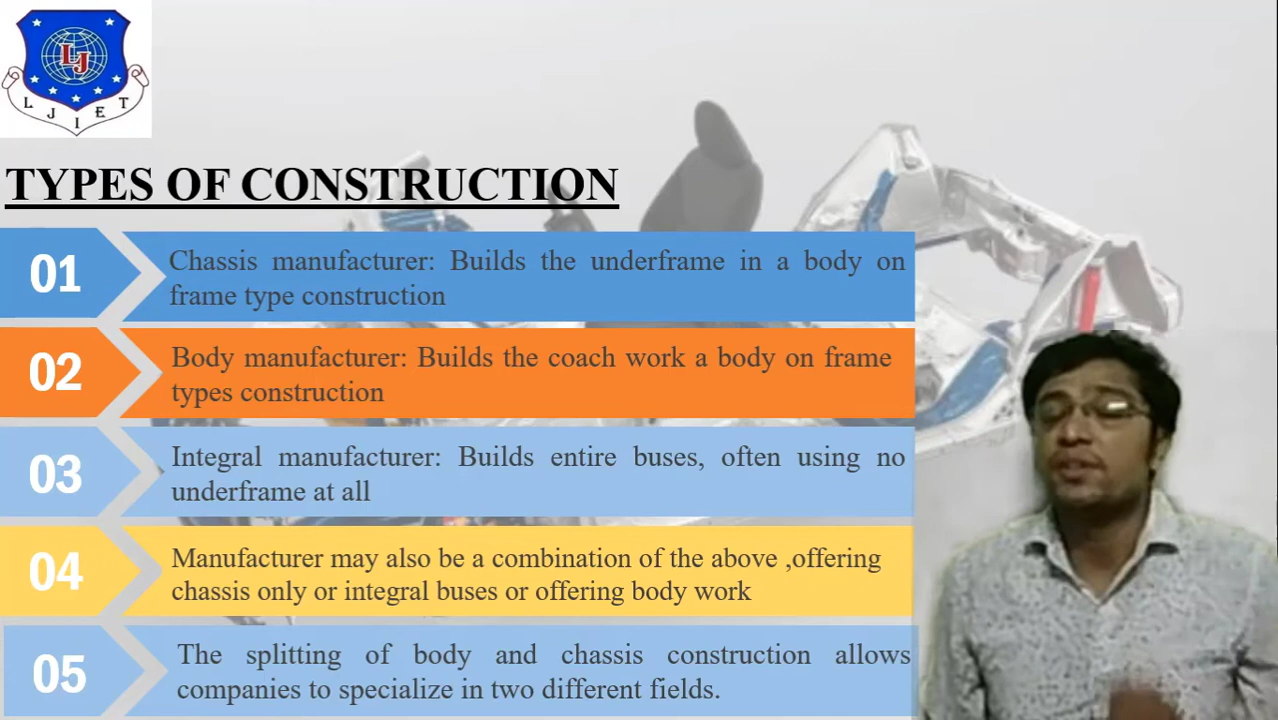 LJ
LJIET
TYPES OF CONSTRUCTION
01
Chassis manufacturer: Builds the underframe in a body on
frame type construction
02
Body manufacturer: Builds the coach work a body on frame
types construction
03
Integral manufacturer: Builds entire buses, often using no
underframe at all
04
Manufacturer may also be a combination of the above ,offering
chassis only or integral buses or offering body work
05
The splitting of body and chassis construction allows
companies to specialize in two different fields.